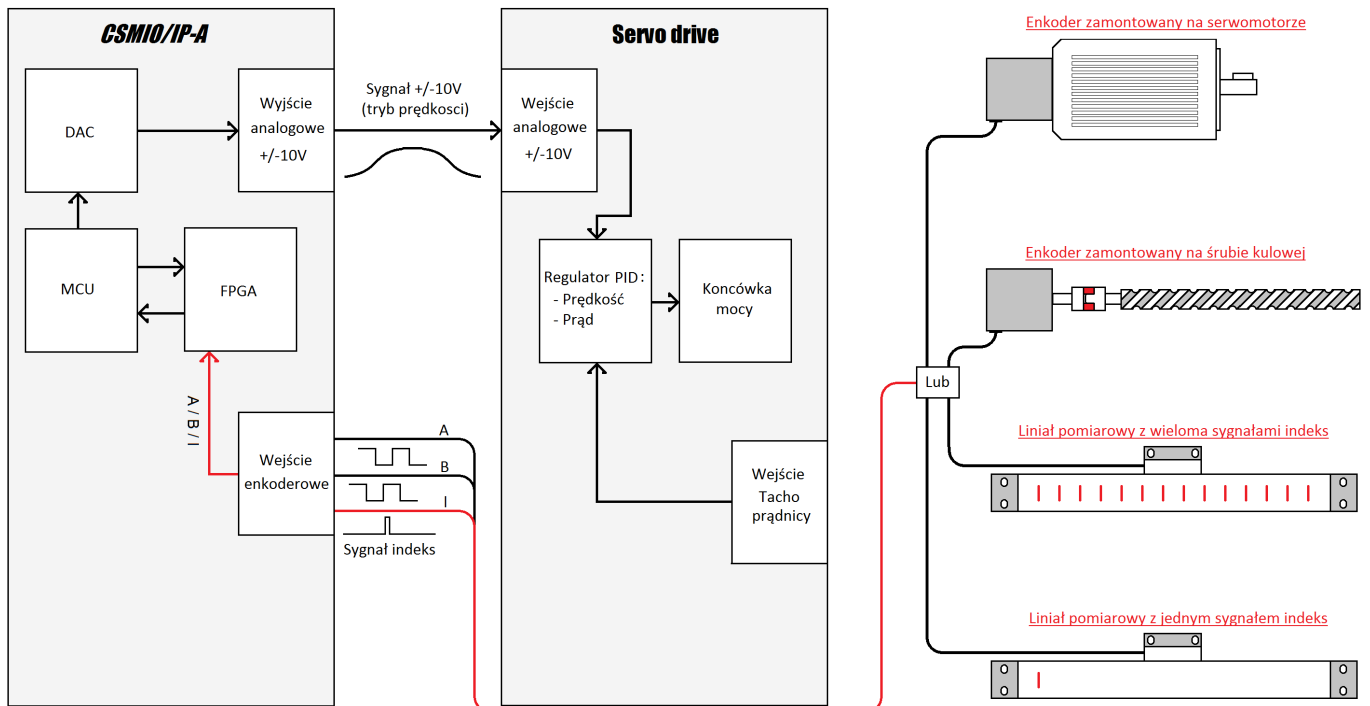 CSMIO/IP-A
DAC
Wyjście
analogowe
+/-10V
MCU
FPGA
A / B / I
Wejście
enkoderowe
Sygnał +/-10V
(tryb prędkosci)
A
B
I
Sygnał indeks
Servo drive
Wejście
analogowe
+/-10V
Regulator PID:
- Prędkość
- Prąd
Koncówka
mocy
Wejście
Tacho
prądnicy
Enkoder zamontowany na serwomotorze
Enkoder zamontowany na śrubie kulowej
Lub
Liniał pomiarowy z wieloma sygnałami indeks
Liniał pomiarowy z jednym sygnałem indeks